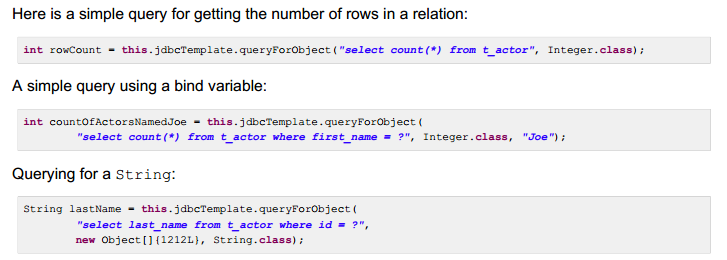 Here is a simple query for getting the number of rows in a relation:
int rowCount = this.jdbcTemplate.queryForObject("select count(*) from t_actor", Integer.class);
A simple query using a bind variable:
int countOfActorsNamedJoe = this.jdbcTemplate.queryForObject(
"select count(*) from t_actor where first_name = ?", Integer.class, "Joe");
Querying for a String:
String lastName = this.jdbcTemplate.queryForObject(
"select last_name from t_actor where id = ?",
new Object[]{1212L}, String.class);